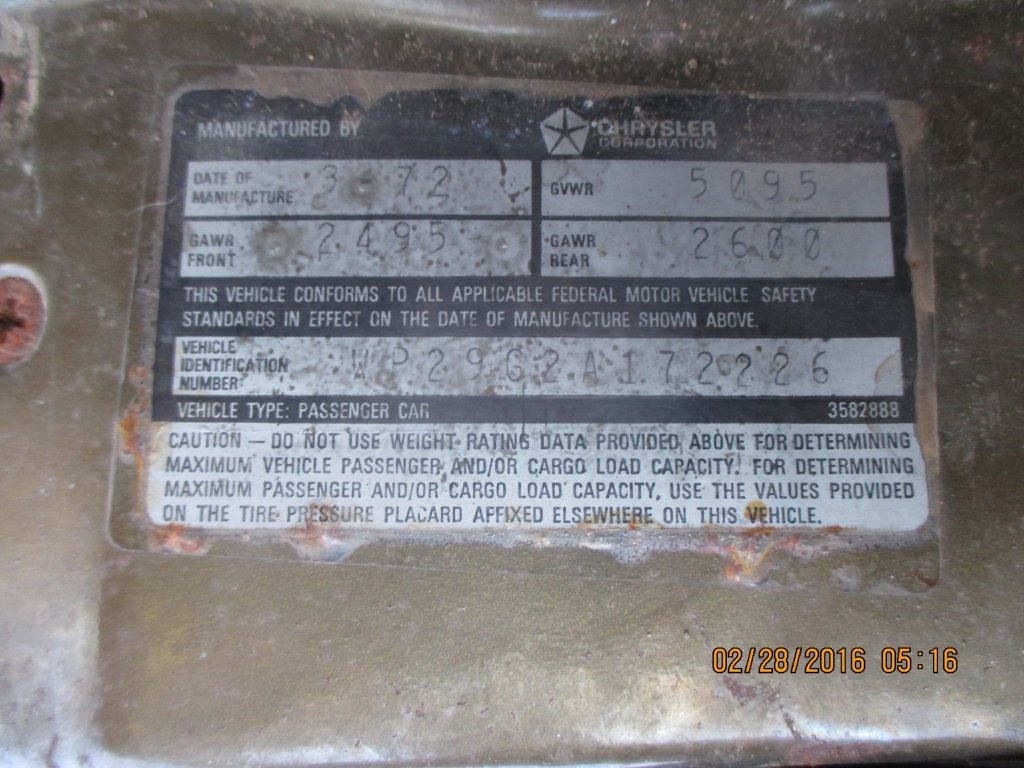 MANUFACTURED BY CHRYSLER
CORPORATION
DATE OF
MANUFACTURE 3-72
GVWR 5095
GAWR
FRONT 2495
GAWR
REAR 2600
THIS VEHICLE CONFORMS TO ALL APPLICABLE FEDERAL MOTOR VEHICLE SAFETY
STANDARDS IN EFFECT ON THE DATE OF MANUFACTURE SHOWN ABOVE.
VEHICLE
IDENTIFICATION
NUMBER WP29G2A172226
VEHICLE TYPE: PASSENGER CAR 3582888
CAUTION — DO NOT USE WEIGHT RATING DATA PROVIDED ABOVE FOR DETERMINING
MAXIMUM VEHICLE PASSENGER AND/OR CARGO LOAD CAPACITY. FOR DETERMINING
MAXIMUM PASSENGER AND/OR CARGO LOAD CAPACITY, USE THE VALUES PROVIDED
ON THE TIRE PRESSURE PLACARD AFFIXED ELSEWHERE ON THIS VEHICLE.
02/28/2016 05:16